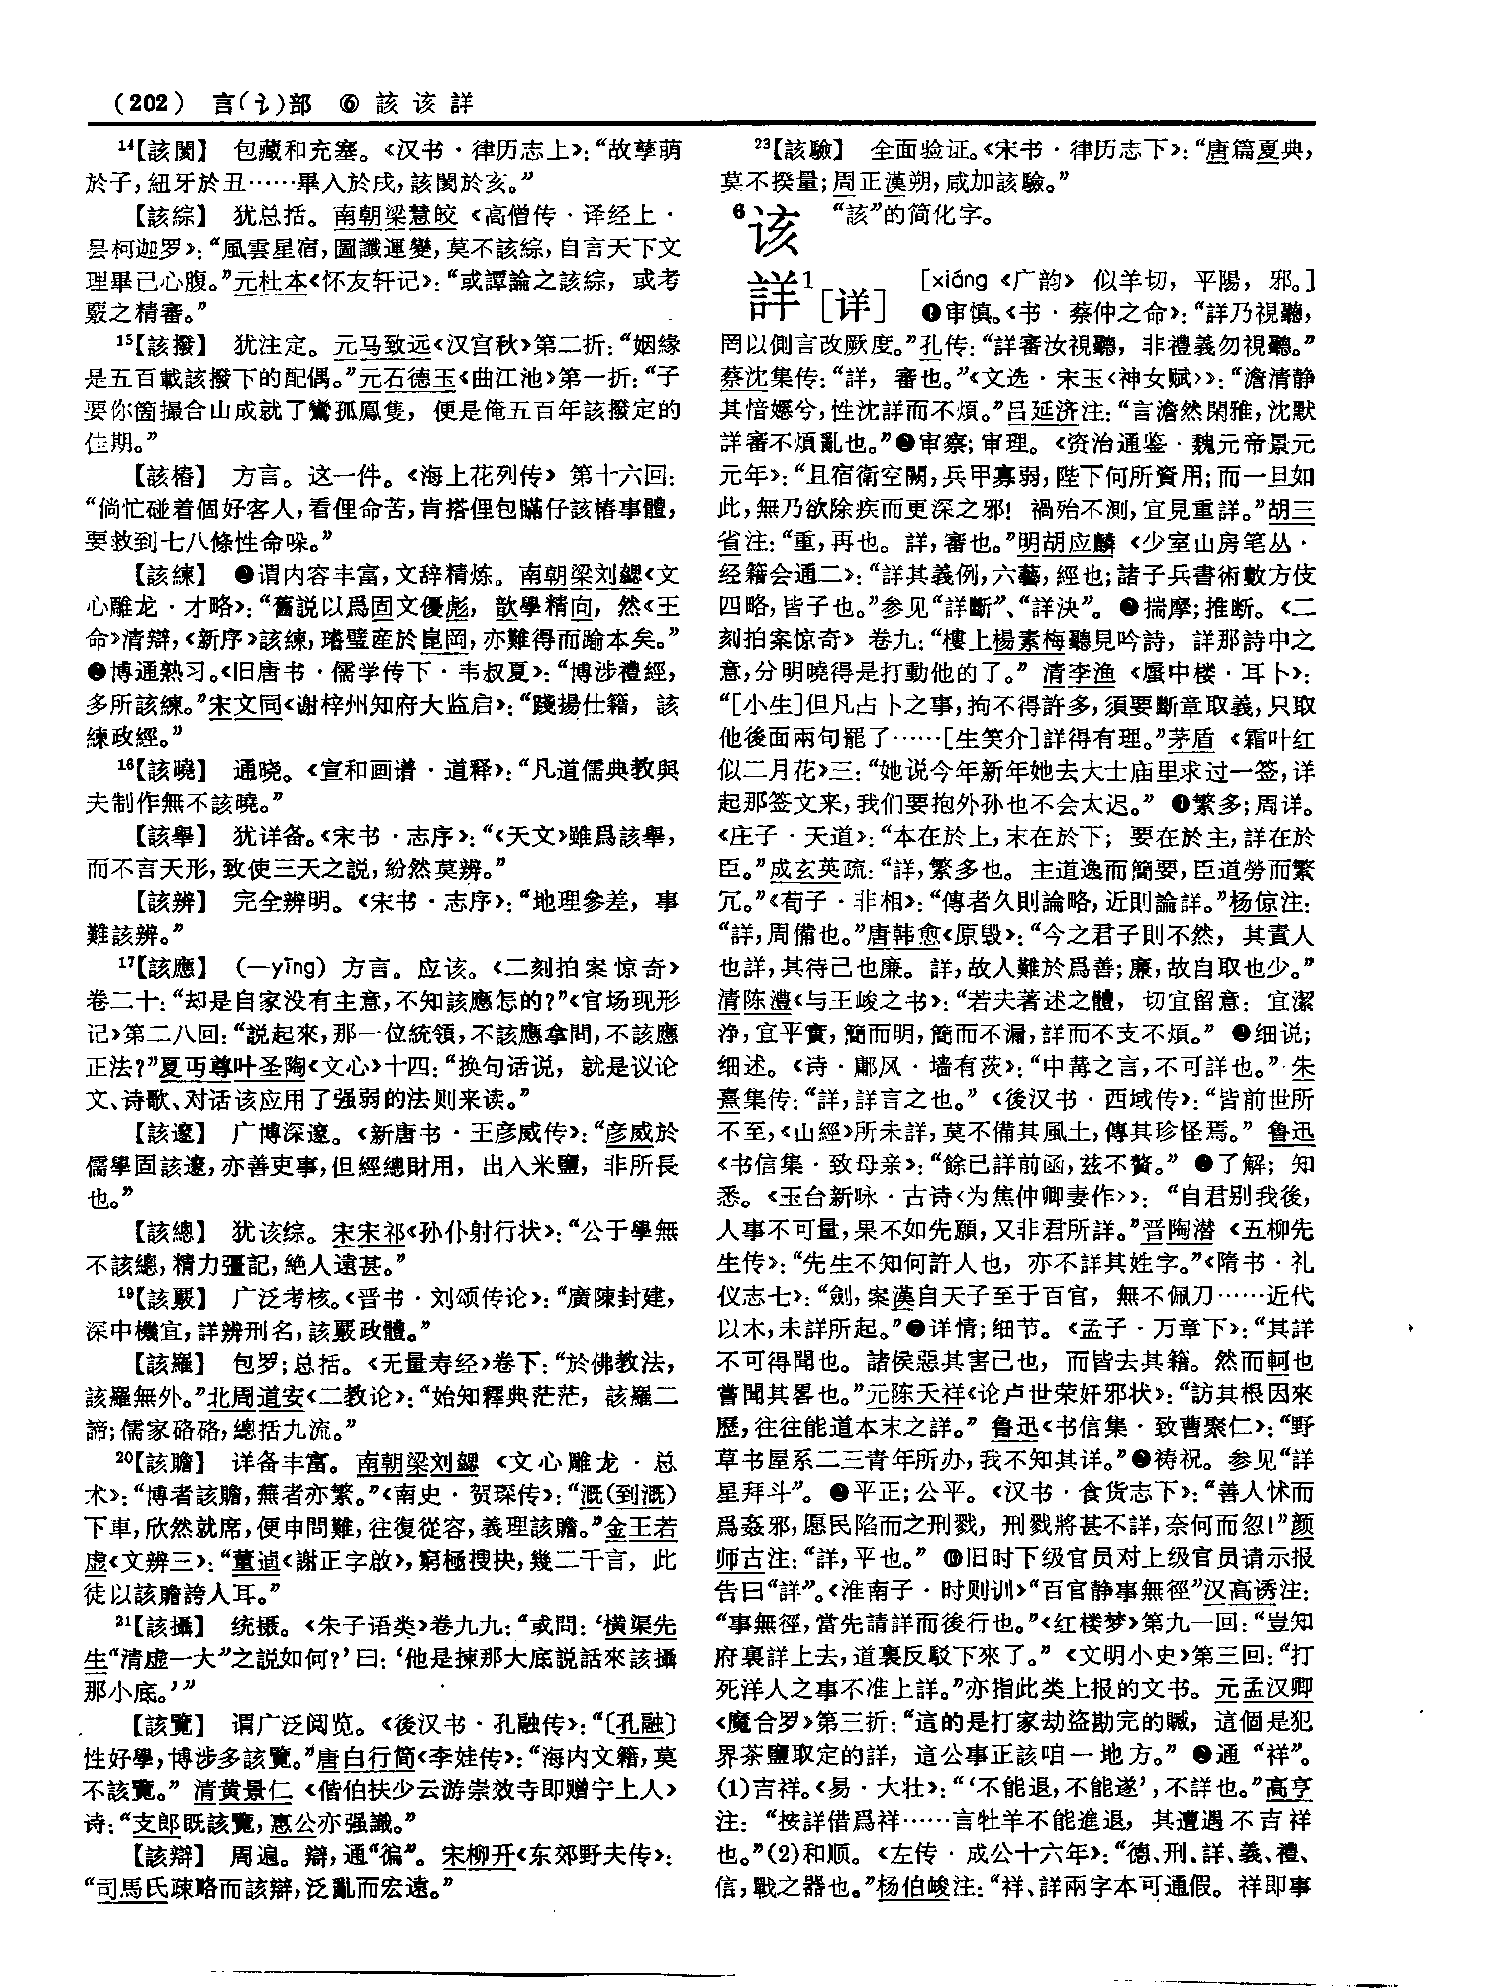 (202)　言(讠)部　⑥　該　该　詳
¹⁴【該閡】　包藏和充塞。《汉书·律历志上》：“故孳萌
於子，紐牙於丑……畢入於戌，該閡於亥。”
【該綜】　犹总括。南朝梁慧皎《高僧传·译经上·
昙柯迦罗》：“風雲星宿，圖讖運變，莫不該綜，自言天下文
理畢己心腹。”元杜本《怀友轩记》：“或譚論之該綜，或考
覈之精審。”
¹⁵【該撥】　犹注定。元马致远《汉宫秋》第二折：“姻缘
是五百載該撥下的配偶。”元石德玉《曲江池》第一折：“子
要你箇撮合山成就了鸞孤鳳隻，便是俺五百年該撥定的
佳期。”
【該樁】　方言。这一件。《海上花列传》第十六回：
“倘忙碰着個好客人，看俚命苦，肯搭俚包瞞仔該樁事體，
要救到七八條性命哚。”
【該練】　❶谓内容丰富，文辞精炼。南朝梁刘勰《文
心雕龙·才略》：“舊説以爲固文優彪，歆學精向，然《王
命》清辯，《新序》該練，璿璧産於崑岡，亦難得而踰本矣。”
❷博通熟习。《旧唐书·儒学传下·韦叔夏》：“博涉禮經，
多所該練。”宋文同《谢梓州知府大监启》：“踐揚仕籍，該
練政經。”
¹⁶【該曉】　通晓。《宣和画谱·道释》：“凡道儒典教與
夫制作無不該曉。”
【該舉】　犹详备。《宋书·志序》：“《天文》雖爲該舉，
而不言天形，致使三天之説，紛然莫辨。”
【該辨】　完全辨明。《宋书·志序》：“地理參差，事
難該辨。”
¹⁷【該應】　(—yīng)　方言。应该。《二刻拍案惊奇》
卷二十：“却是自家没有主意，不知該應怎的？”《官场现形
记》第二八回：“説起來，那一位統領，不該應拿問，不該應
正法？”夏丏尊叶圣陶《文心》十四：“换句话说，就是议论
文、诗歌、对话该应用了强弱的法则来读。”
【該邃】　广博深邃。《新唐书·王彦威传》：“彦威於
儒學固該邃，亦善吏事，但經總財用，出入米鹽，非所長
也。”
【該總】　犹该综。宋宋祁《孙仆射行状》：“公于學無
不該總，精力彊記，絶人遠甚。”
¹⁹【該覈】　广泛考核。《晋书·刘颂传论》：“廣陳封建，
深中機宜，詳辨刑名，該覈政體。”
【該羅】　包罗；总括。《无量寿经》卷下：“於佛教法，
該羅無外。”北周道安《二教论》：“始知釋典茫茫，該羅二
諦；儒家硌硌，總括九流。”
²⁰【該贍】　详备丰富。南朝梁刘勰《文心雕龙·总
术》：“博者該贍，蕪者亦繁。”《南史·贺琛传》：“溉(到溉)
下車，欣然就席，便申問難，往復從容，義理該贍。”金王若
虚《文辨三》：“董逌《謝正字啟》，窮極搜抉，幾二千言，此
徒以該贍誇人耳。”
²¹【該攝】　统摄。《朱子语类》卷九九：“或問：‘横渠先
生“清虚一大”之説如何？’曰：‘他是揀那大底説話來該攝
那小底。’”
【該覽】　谓广泛阅览。《後汉书·孔融传》：“〔孔融〕
性好學，博涉多該覽。”唐白行简《李娃传》：“海内文籍，莫
不該覽。”清黄景仁《偕伯扶少云游崇效寺即赠宁上人》
诗：“支郎既該覽，惠公亦强識。”
【該辯】　周遍。辯，通“徧”。宋柳开《东郊野夫传》：
“司馬氏疎略而該辯，泛亂而宏遠。”
²³【該驗】　全面验证。《宋书·律历志下》：“唐篇夏典，
莫不揆量；周正漢朔，咸加該驗。”
⁶该　“該”的简化字。
詳¹［详］　［xiáng《广韵》似羊切，平陽，邪。］
❶审慎。《书·蔡仲之命》：“詳乃視聽，
罔以側言改厥度。”孔传：“詳審汝視聽，非禮義勿視聽。”
蔡沈集传：“詳，審也。”《文选·宋玉〈神女赋〉》：“澹清静
其愔嫕兮，性沈詳而不煩。”吕延济注：“言澹然閑雅，沈默
詳審不煩亂也。”❷审察；审理。《资治通鉴·魏元帝景元
元年》：“且宿衛空闕，兵甲寡弱，陛下何所資用；而一旦如
此，無乃欲除疾而更深之邪！禍殆不測，宜見重詳。”胡三
省注：“重，再也。詳，審也。”明胡应麟《少室山房笔丛·
经籍会通二》：“詳其義例，六藝，經也；諸子兵書術數方伎
四略，皆子也。”参见“詳斷”、“詳決”。❸揣摩；推断。《二
刻拍案惊奇》卷九：“樓上楊素梅聽見吟詩，詳那詩中之
意，分明曉得是打動他的了。”清李渔《蜃中楼·耳卜》：
“［小生］但凡占卜之事，拘不得許多，須要斷章取義，只取
他後面兩句罷了……［生笑介］詳得有理。”茅盾《霜叶红
似二月花》三：“她说今年新年她去大士庙里求过一签，详
起那签文来，我们要抱外孙也不会太迟。”❹繁多；周详。
《庄子·天道》：“本在於上，末在於下；要在於主，詳在於
臣。”成玄英疏：“詳，繁多也。主道逸而簡要，臣道勞而繁
冗。”《荀子·非相》：“傳者久則論略，近則論詳。”杨倞注：
“詳，周備也。”唐韩愈《原毁》：“今之君子則不然，其責人
也詳，其待己也廉。詳，故人難於爲善；廉，故自取也少。”
清陈澧《与王峻之书》：“若夫著述之體，切宜留意：宜潔
浄，宜平實，簡而明，簡而不漏，詳而不支不煩。”❺细说；
细述。《诗·鄘风·墙有茨》：“中冓之言，不可詳也。”朱
熹集传：“詳，詳言之也。”《後汉书·西域传》：“皆前世所
不至，《山經》所未詳，莫不備其風土，傳其珍怪焉。”鲁迅
《书信集·致母亲》：“餘已詳前函，兹不贅。”❻了解；知
悉。《玉台新咏·古诗〈为焦仲卿妻作〉》：“自君别我後，
人事不可量，果不如先願，又非君所詳。”晋陶潜《五柳先
生传》：“先生不知何許人也，亦不詳其姓字。”《隋书·礼
仪志七》：“劍，案漢自天子至于百官，無不佩刀……近代
以木，未詳所起。”❼详情；细节。《孟子·万章下》：“其詳
不可得聞也。諸侯惡其害己也，而皆去其籍。然而軻也
嘗聞其畧也。”元陈天祥《论卢世荣奸邪状》：“訪其根因來
歷，往往能道本末之詳。”鲁迅《书信集·致曹聚仁》：“野
草书屋系二三青年所办，我不知其详。”❽祷祝。参见“詳
星拜斗”。❾平正；公平。《汉书·食货志下》：“善人怵而
爲姦邪，愿民陷而之刑戮，刑戮將甚不詳，奈何而忽！”颜
师古注：“詳，平也。”❿旧时下级官员对上级官员请示报
告曰“詳”。《淮南子·时则训》“百官静事無徑”汉高诱注：
“事無徑，當先請詳而後行也。”《红楼梦》第九一回：“豈知
府裏詳上去，道裏反駁下來了。”《文明小史》第三回：“打
死洋人之事不准上詳。”亦指此类上报的文书。元孟汉卿
《魔合罗》第三折：“這的是打家劫盗勘完的贓，這個是犯
界茶鹽取定的詳，這公事正該咱一地方。”⓫通“祥”。
(1)吉祥。《易·大壮》：“‘不能退，不能遂’，不詳也。”高亨
注：“按詳借爲祥……言牡羊不能進退，其遭遇不吉祥
也。”(2)和顺。《左传·成公十六年》：“德、刑、詳、義、禮、
信，戰之器也。”杨伯峻注：“祥、詳兩字本可通假。祥即事